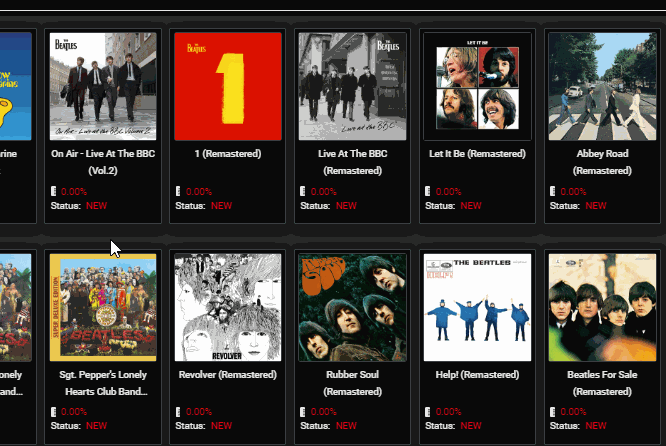 The BEATLES
On Air - Live at the BBC Volume 2
The BEATLES
1
The BEATLES
Live at the BBC
LET IT BE
rine
On Air - Live At The BBC
(Vol.2)
1 (Remastered)
Live At The BBC
(Remastered)
Let It Be (Remastered)
Abbey Road
(Remastered)
0.00%
0.00%
0.00%
0.00%
0.00%
Status: NEW
Status: NEW
Status: NEW
Status: NEW
Status: NEW
SUPER DELUXE EDITION
BEATLES
REVOLVER
RUBBER SOUL
THE BEATLES
HELP!
onely
and...
Sgt. Pepper's Lonely
Hearts Club Band...
Revolver (Remastered)
Rubber Soul
(Remastered)
Help! (Remastered)
Beatles For Sale
(Remastered)
0.00%
0.00%
0.00%
0.00%
0.00%
Status: NEW
Status: NEW
Status: NEW
Status: NEW
Status: NEW